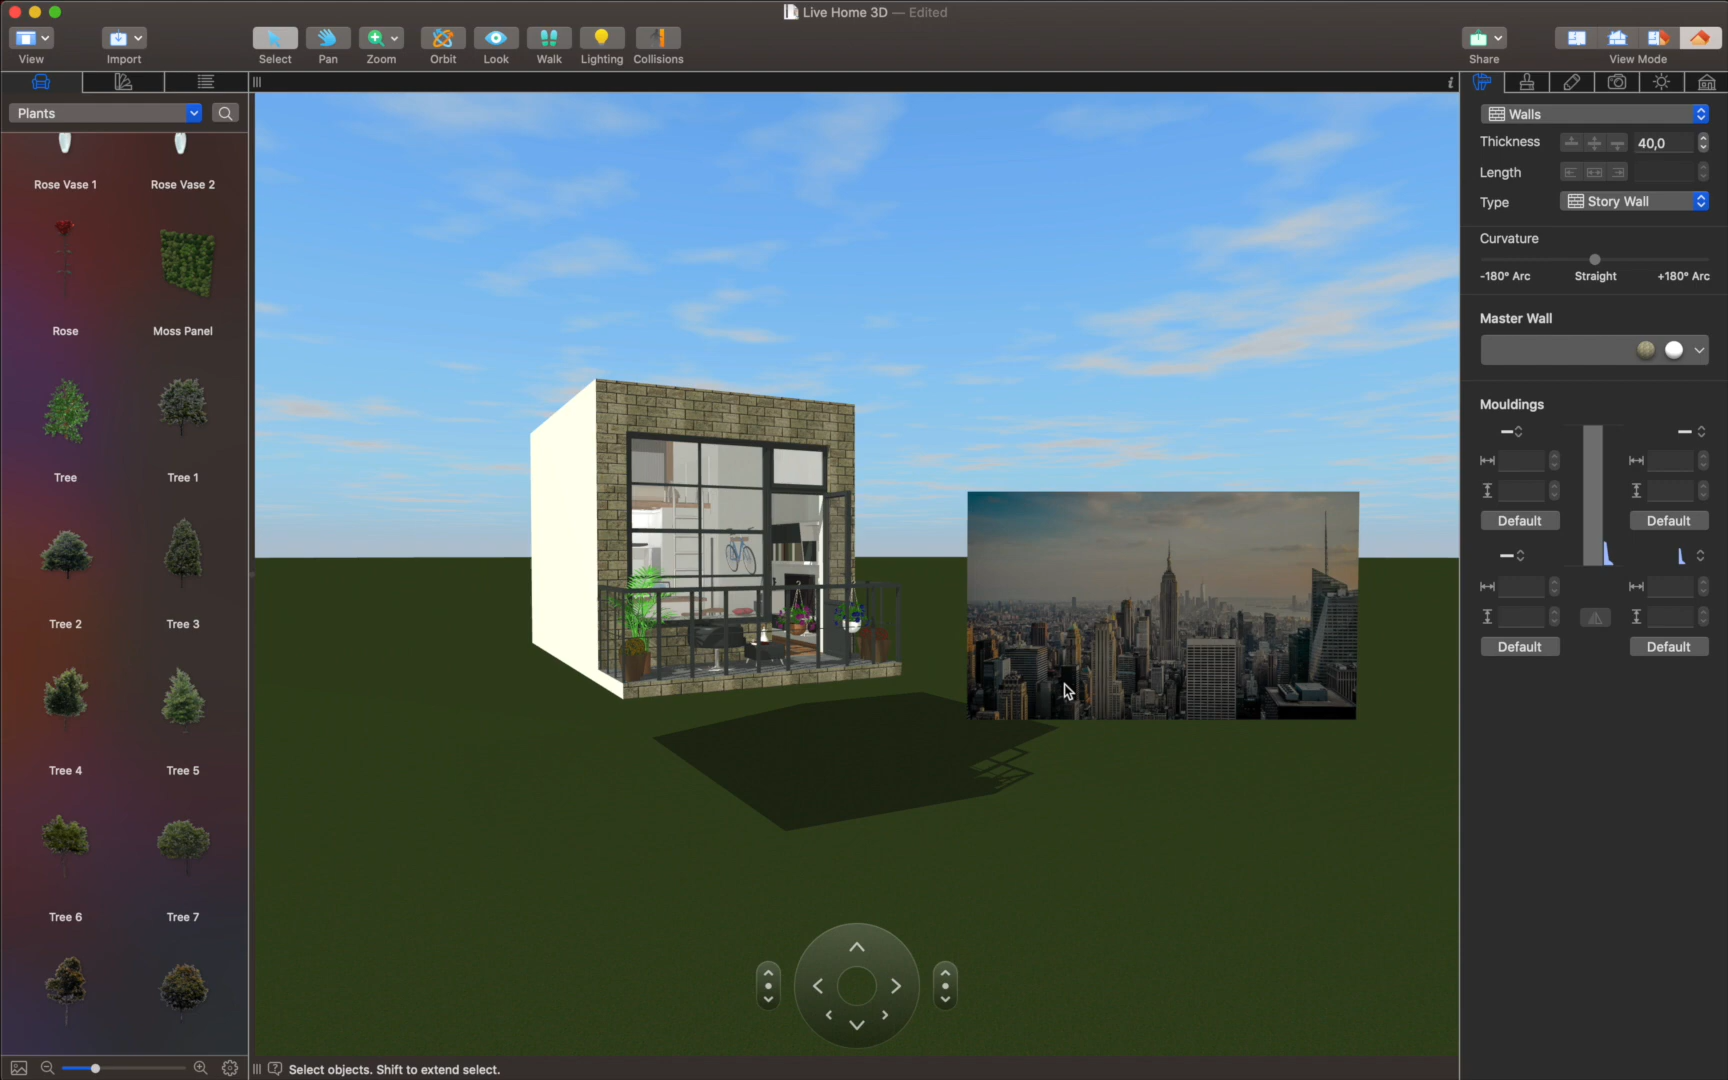 Live Home 3D — Edited
View
Import
Select
Pan
Zoom
Orbit
Look
Walk
Lighting
Collisions
Share
View Mode
Plants
Rose Vase 1
Rose Vase 2
Rose
Moss Panel
Tree
Tree 1
Tree 2
Tree 3
Tree 4
Tree 5
Tree 6
Tree 7
Walls
Thickness
40,0
Length
Type
Story Wall
Curvature
-180° Arc
Straight
+180° Arc
Master Wall
Mouldings
Default
Default
Default
Default
Select objects. Shift to extend select.